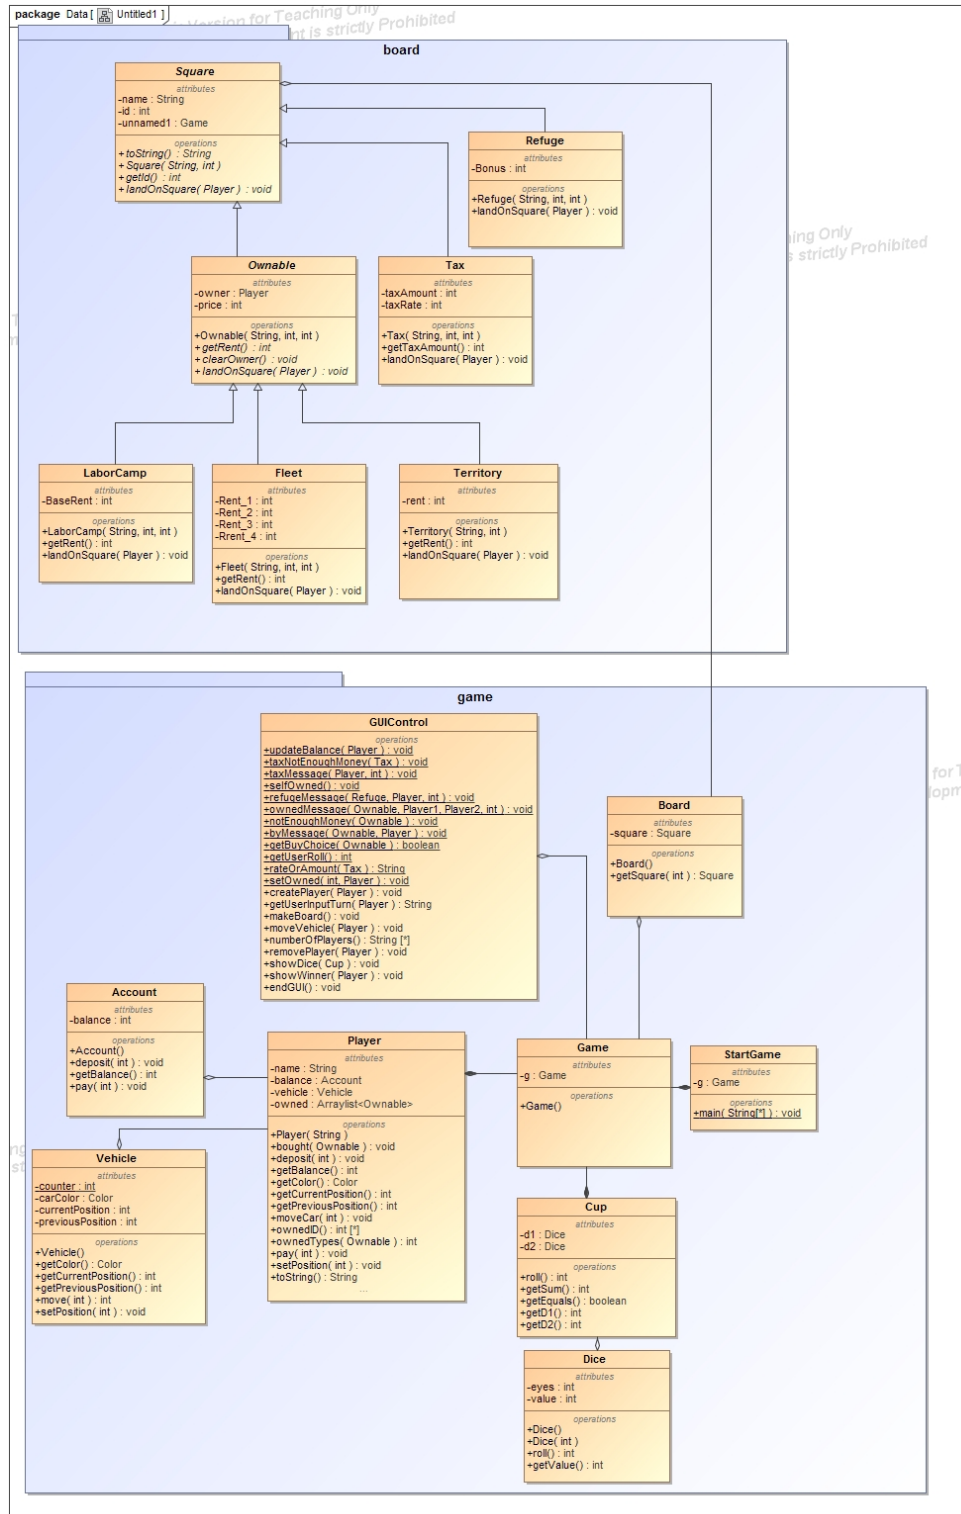 package Data [ Untitled1 ]
Version for Teaching Only
nt is strictly Prohibited
board
Square
attributes
-name : String
-id : int
-unnamed1 : Game
operations
+toString() : String
+Square( String, int )
+getId() : int
+landOnSquare( Player ) : void
Refuge
attributes
-Bonus : int
operations
+Refuge( String, int, int )
+landOnSquare( Player ) : void
ing Only
s strictly Prohibited
Ownable
attributes
-owner : Player
-price : int
operations
+Ownable( String, int, int )
+getRent() : int
+clearOwner() : void
+landOnSquare( Player ) : void
Tax
attributes
-taxAmount : int
-taxRate : int
operations
+Tax( String, int, int )
+getTaxAmount() : int
+landOnSquare( Player ) : void
LaborCamp
attributes
-BaseRent : int
operations
+LaborCamp( String, int, int )
+getRent() : int
+landOnSquare( Player ) : void
Fleet
attributes
-Rent_1 : int
-Rent_2 : int
-Rent_3 : int
-Rrent_4 : int
operations
+Fleet( String, int, int )
+getRent() : int
+landOnSquare( Player ) : void
Territory
attributes
-rent : int
operations
+Territory( String, int )
+getRent() : int
+landOnSquare( Player ) : void
game
GUIControl
operations
+updateBalance( Player ) : void
+taxNotEnoughMoney( Tax ) : void
+taxMessage( Player, int ) : void
+selfOwned() : void
+refugeMessage( Refuge, Player, int ) : void
+ownedMessage( Ownable, Player1, Player2, int ) : void
+notEnoughMoney( Ownable ) : void
+byMessage( Ownable, Player ) : void
+getBuyChoice( Ownable ) : boolean
+getUserRoll() : int
+rateOrAmount( Tax ) : String
+setOwned( int, Player ) : void
+createPlayer( Player ) : void
+getUserInputTurn( Player ) : String
+makeBoard() : void
+moveVehicle( Player ) : void
+numberOfPlayers() : String [*]
+removePlayer( Player ) : void
+showDice( Cup ) : void
+showWinner( Player ) : void
+endGUI() : void
for T
lopm
Board
attributes
-square : Square
operations
+Board()
+getSquare( int ) : Square
Account
attributes
-balance : int
operations
+Account()
+deposit( int ) : void
+getBalance() : int
+pay( int ) : void
Player
attributes
-name : String
-balance : Account
-vehicle : Vehicle
-owned : Arraylist<Ownable>
operations
+Player( String )
+bought( Ownable ) : void
+deposit( int ) : void
+getBalance() : int
+getColor() : Color
+getCurrentPosition() : int
+getPreviousPosition() : int
+moveCar( int ) : void
+ownedID() : int [*]
+ownedTypes( Ownable ) : int
+pay( int ) : void
+setPosition( int ) : void
+toString() : String
...
Game
attributes
-g : Game
operations
+Game()
StartGame
attributes
-g : Game
operations
+main( String[*] ) : void
Vehicle
attributes
-counter : int
-carColor : Color
-currentPosition : int
-previousPosition : int
operations
+Vehicle()
+getColor() : Color
+getCurrentPosition() : int
+getPreviousPosition() : int
+move( int ) : int
+setPosition( int ) : void
Cup
attributes
-d1 : Dice
-d2 : Dice
operations
+roll() : int
+getSum() : int
+getEquals() : boolean
+getD1() : int
+getD2() : int
Dice
attributes
-eyes : int
-value : int
operations
+Dice()
+Dice( int )
+roll() : int
+getValue() : int